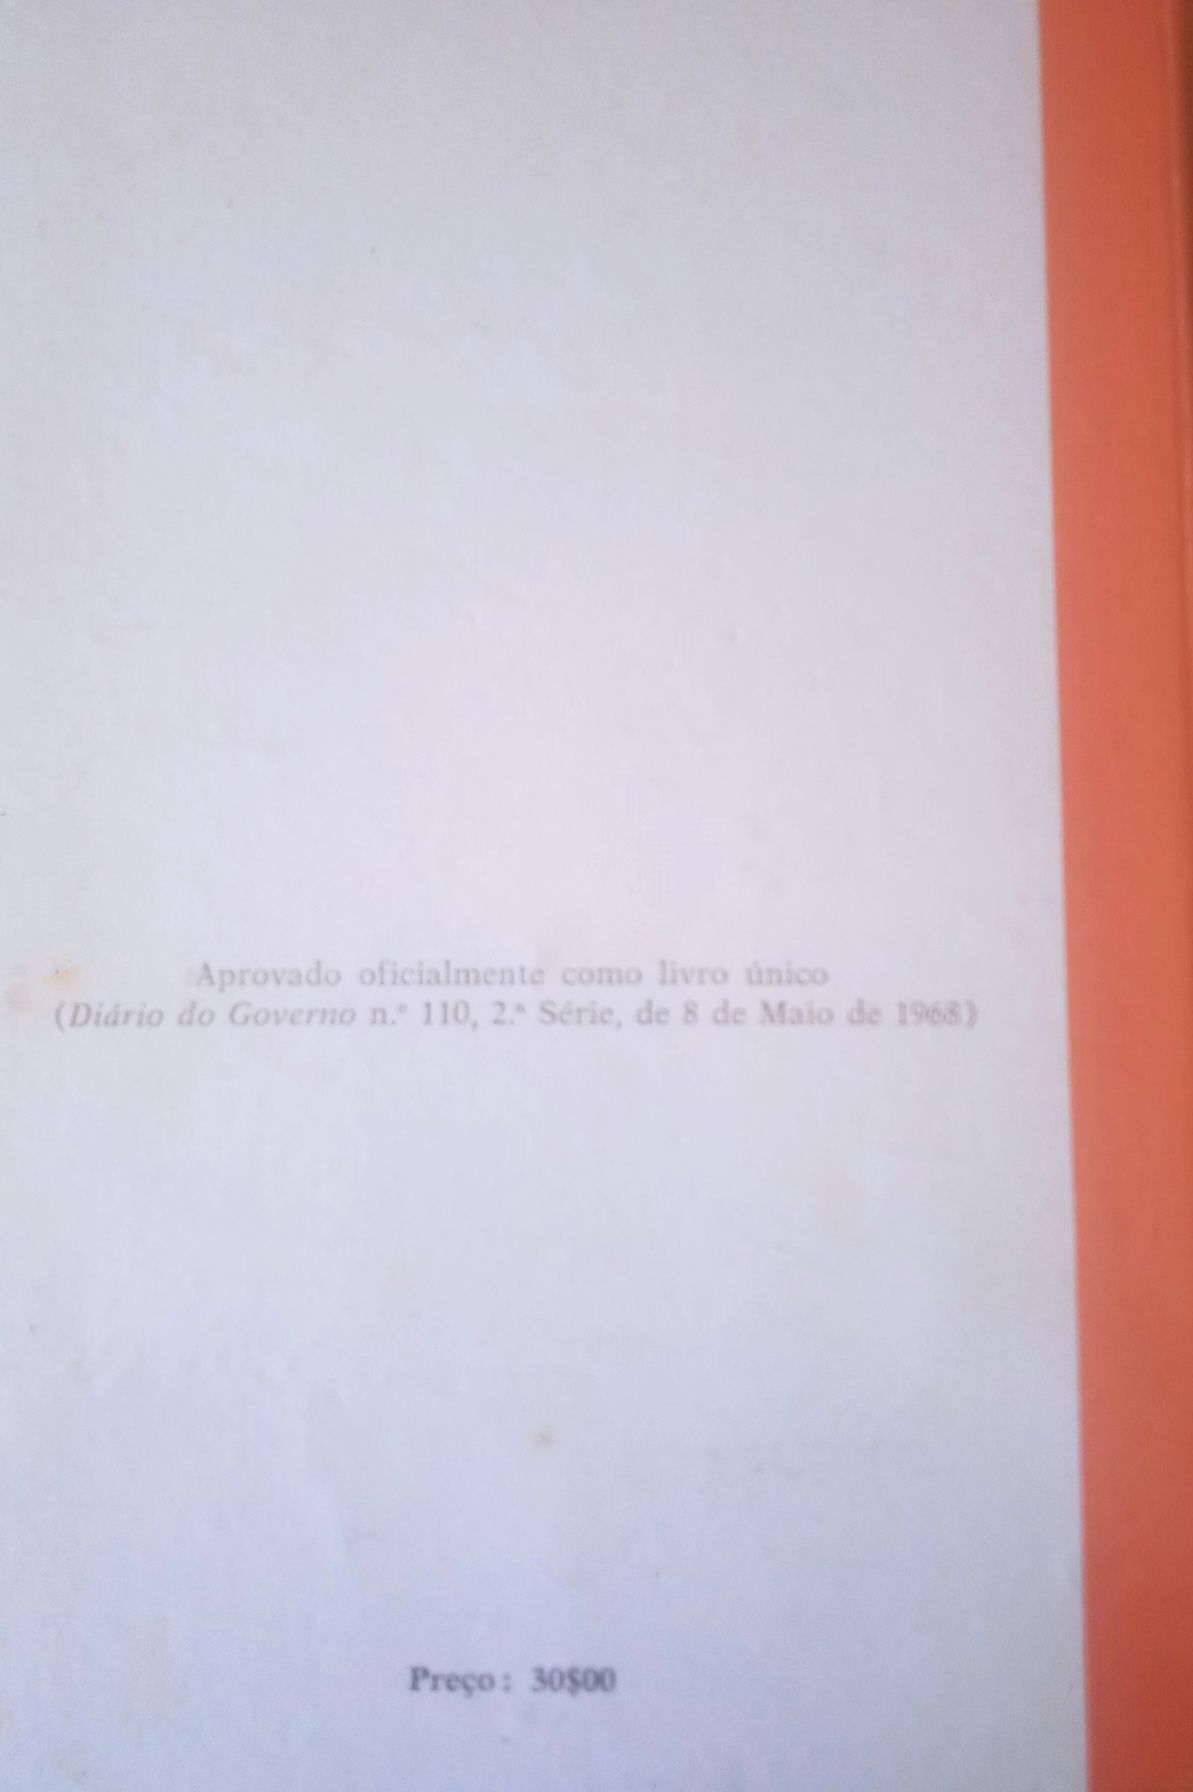 Aprovado oficialmente como livro único
(Diário do Governo n.º 110, 2.ª Série, de 8 de Maio de 1968)
Preço: 30$00